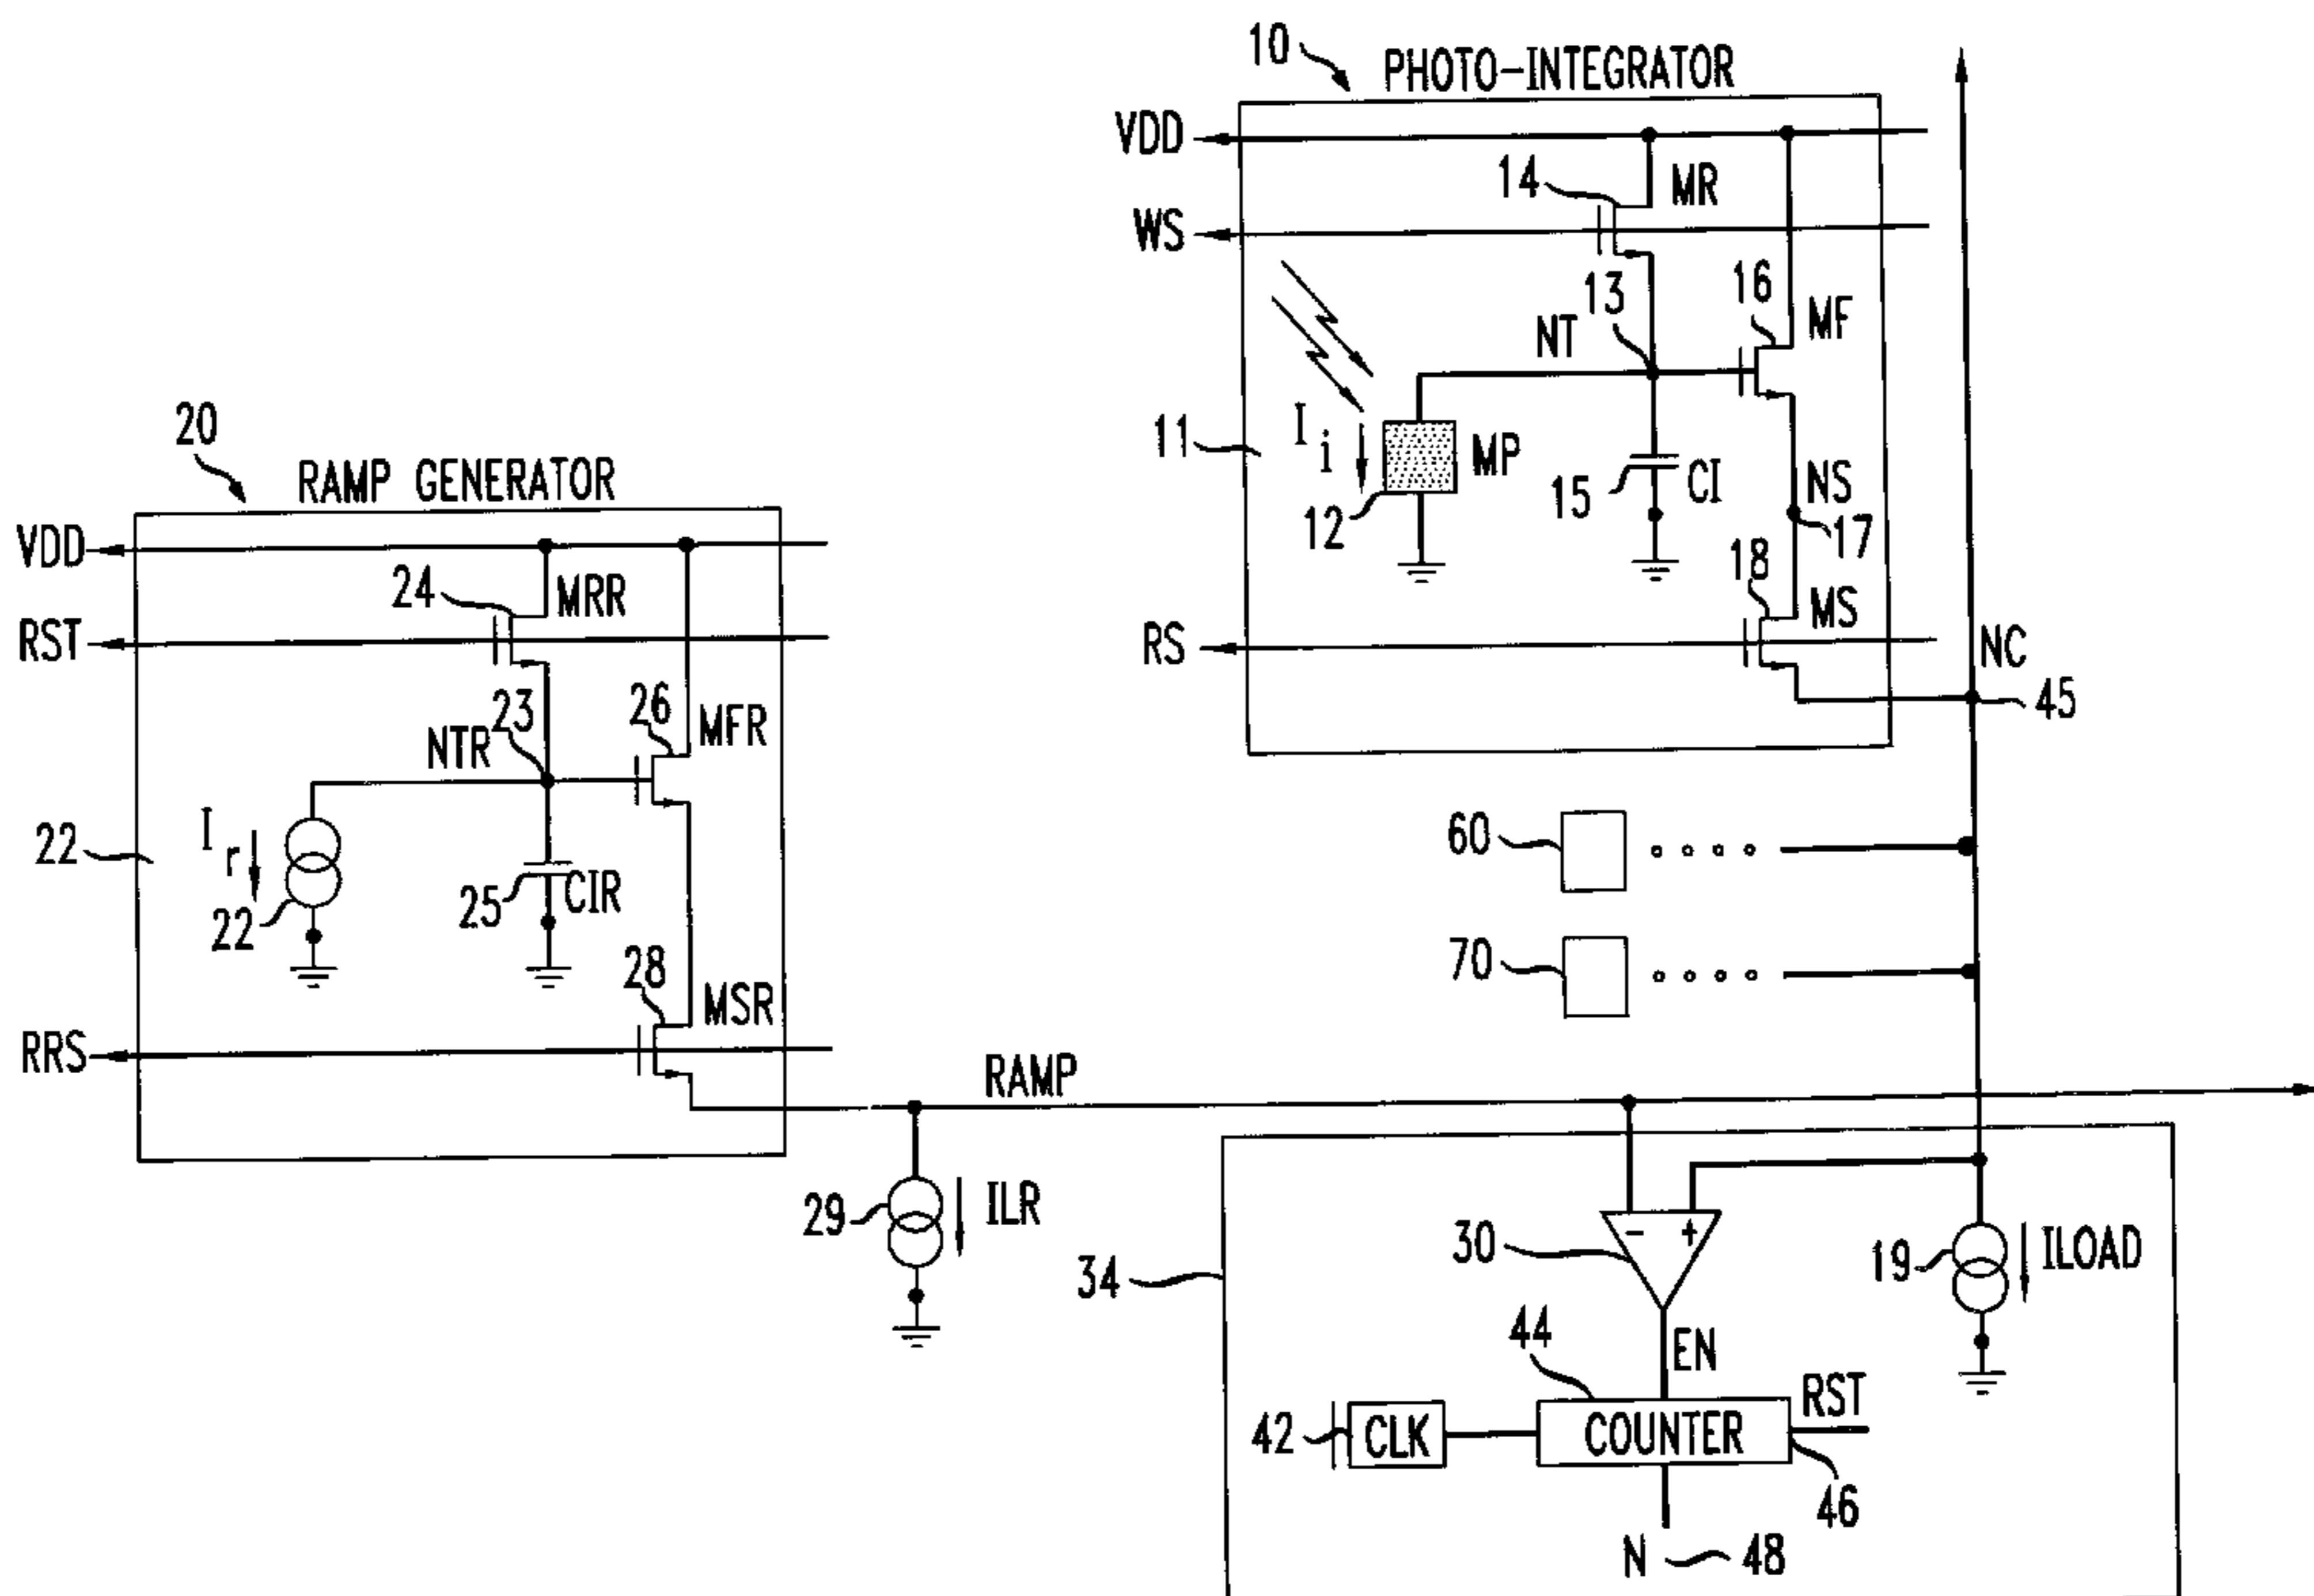 10
PHOTO-INTEGRATOR
VDD
14
MR
WS
13
16
MF
NT
11
I i
MP
15
CI
NS
17
12
18
MS
RS
NC
45
20
RAMP GENERATOR
VDD
24
MRR
RST
23
26
MFR
NTR
22
I r
22
25
CIR
28
MSR
RRS
60
70
RAMP
29
ILR
34
30
- +
19
ILOAD
44
EN
RST
42
CLK
COUNTER
46
N
48